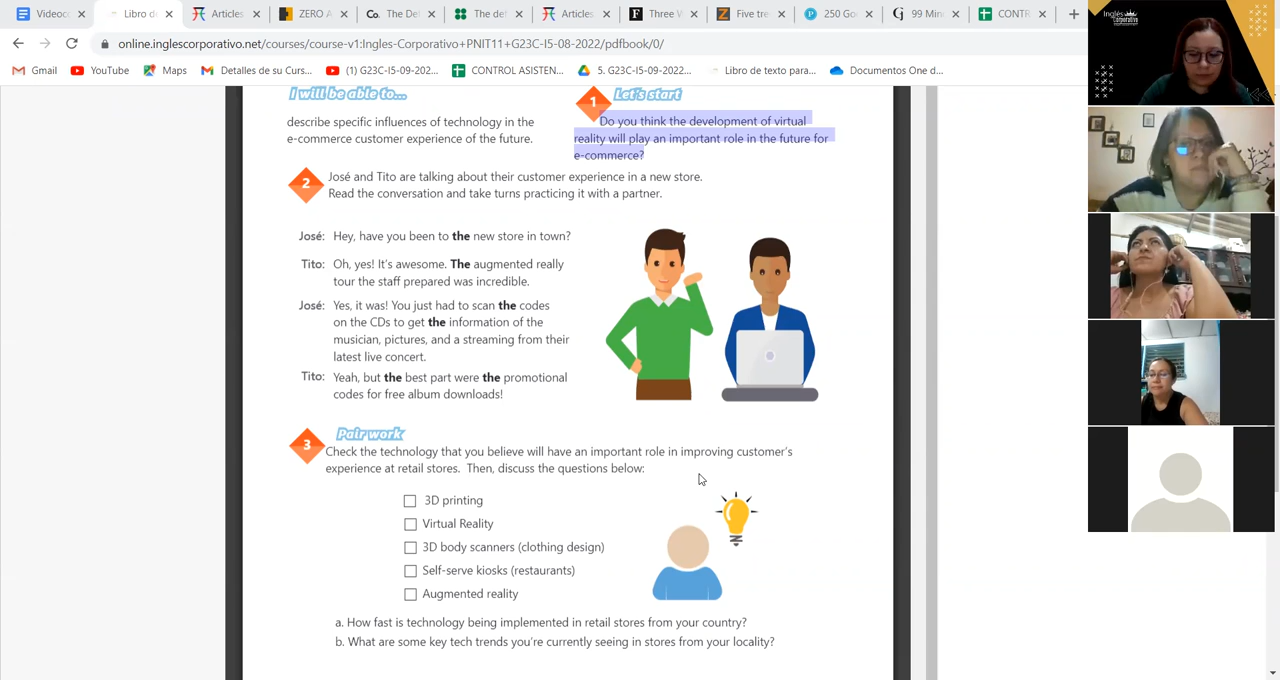 Videocc
Libro de
Articles
ZERO A
The De
The de
Articles
Three W
Five tre
250 Go
99 Min
CONTR
online.inglescorporativo.net/courses/course-v1:Ingles-Corporativo+PNIT11+G23C-I5-08-2022/pdfbook/0/
Gmail
YouTube
Maps
Detalles de su Curs...
(1) G23C-I5-09-202...
CONTROL ASISTEN...
5. G23C-I5-09-2022...
Libro de texto para...
Documentos One d...
Inglés
Corporativo
I will be able to...
describe specific influences of technology in the
e-commerce customer experience of the future.
1 Let's start
Do you think the development of virtual
reality will play an important role in the future for
e-commerce?
2 José and Tito are talking about their customer experience in a new store.
Read the conversation and take turns practicing it with a partner.
José: Hey, have you been to the new store in town?
Tito: Oh, yes! It's awesome. The augmented really
tour the staff prepared was incredible.
José: Yes, it was! You just had to scan the codes
on the CDs to get the information of the
musician, pictures, and a streaming from their
latest live concert.
Tito: Yeah, but the best part were the promotional
codes for free album downloads!
3 Pair work
Check the technology that you believe will have an important role in improving customer's
experience at retail stores. Then, discuss the questions below:
3D printing
Virtual Reality
3D body scanners (clothing design)
Self-serve kiosks (restaurants)
Augmented reality
a. How fast is technology being implemented in retail stores from your country?
b. What are some key tech trends you're currently seeing in stores from your locality?